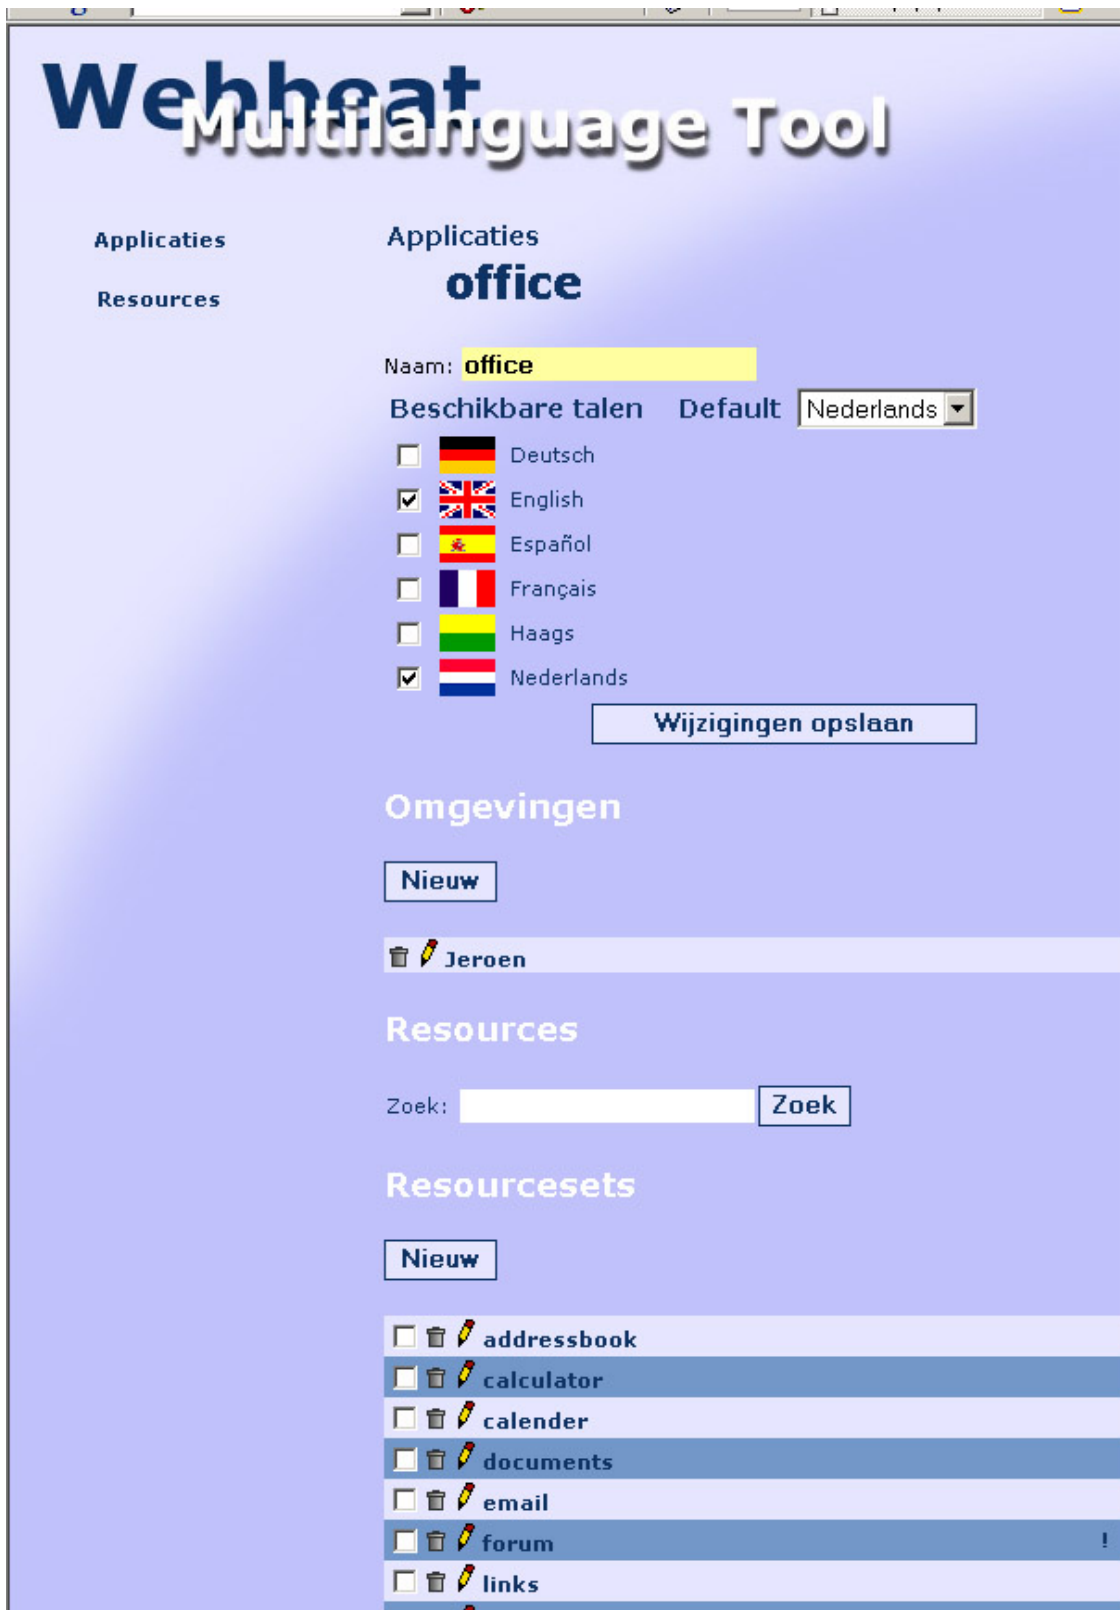 Webbeat
Multilanguage Tool
Applicaties
Resources
Applicaties
office
Naam: office
Beschikbare talen Default Nederlands
Deutsch
English
Español
Français
Haags
Nederlands
Wijzigingen opslaan
Omgevingen
Nieuw
Jeroen
Resources
Zoek: Zoek
Resourcesets
Nieuw
addressbook
calculator
calender
documents
email
forum !
links